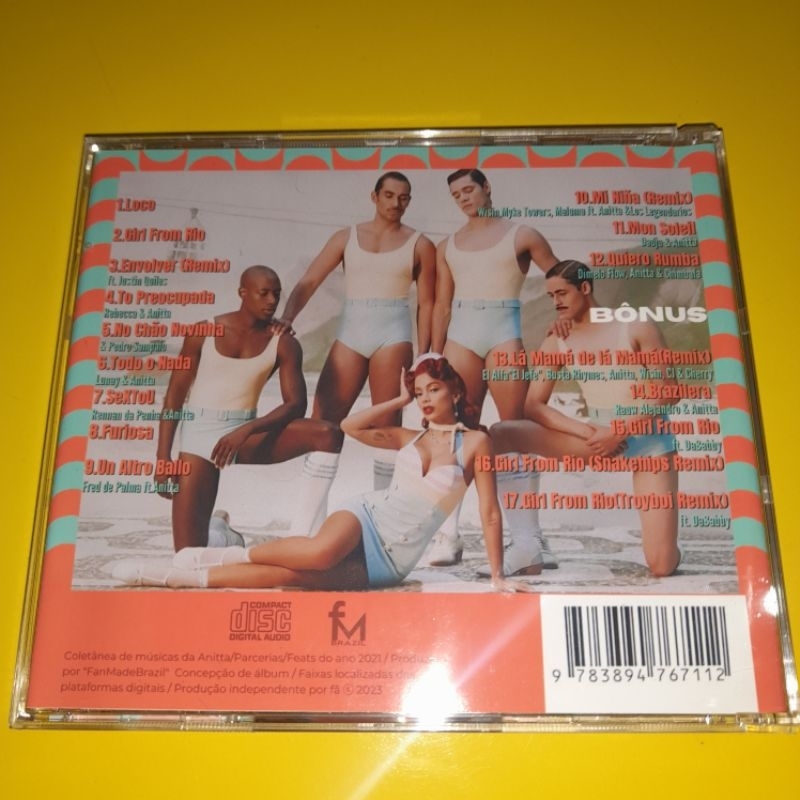 1.Loco
2.Girl From Rio
3.Envolver (Remix)
ft. Justin Quiles
4.To Preocupada
Rebecca & Anitta
5.No Chão Novinha
& Pedro Sampaio
6.Todo o Nada
Lunay & Anitta
7.SeXToU
Rennan da Penha &Anitta
8.Furiosa
9.Un Altro Ballo
Fred de Palma ft.Anitta
10.Mi Niña (Remix)
Wisin,Myke Towers, Maluma ft. Anitta &Los Legendarios
11.Mon Soleil
Dadju & Anitta
12.Quiero Rumba
Dímelo Flow, Anitta & Chimbala
BÔNUS
13.Lá Mamá de lá Mamá(Remix)
El Alfa"El Jefe", Busta Rhymes, Anitta, Wisin, CJ & Cherry
14.Brazilera
Rauw Alejandro & Anitta
15.Girl From Rio
ft. DaBabby
16.Girl From Rio (Snakehips Remix)
17.Girl From Rio(Troyboi Remix)
ft. DaBabby
COMPACT
disc
DIGITAL AUDIO
fM
BRAZIL
Coletânea de músicas da Anitta/Parcerias/Feats do ano 2021 /
por "FanMadeBrazil" Concepção de álbum / Faixas localizadas
plataformas digitais / Produção independente por fã © 2023
9 783894 767112